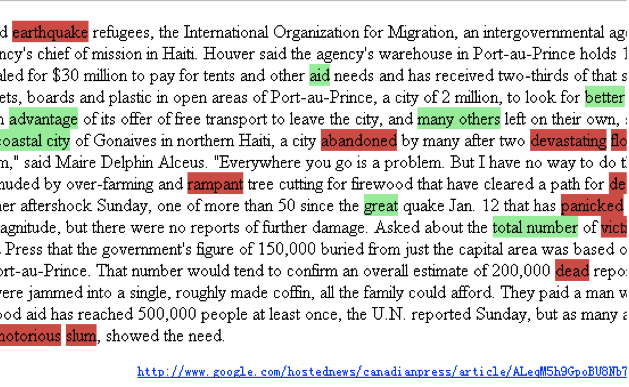 d earthquake refugees, the International Organization for Migration, an intergovernmental age
ncy's chief of mission in Haiti. Houver said the agency's warehouse in Port-au-Prince holds 1
aled for $30 million to pay for tents and other aid needs and has received two-thirds of that s
ets, boards and plastic in open areas of Port-au-Prince, a city of 2 million, to look for better
n advantage of its offer of free transport to leave the city, and many others left on their own, s
coastal city of Gonaives in northern Haiti, a city abandoned by many after two devastating flo
m," said Maire Delphin Alceus. "Everywhere you go is a problem. But I have no way to do th
nuded by over-farming and rampant tree cutting for firewood that have cleared a path for de
her aftershock Sunday, one of more than 50 since the great quake Jan. 12 that has panicked
agnitude, but there were no reports of further damage. Asked about the total number of victi
. Press that the government's figure of 150,000 buried from just the capital area was based o
ort-au-Prince. That number would tend to confirm an overall estimate of 200,000 dead repor
were jammed into a single, roughly made coffin, all the family could afford. They paid a man w
ood aid has reached 500,000 people at least once, the U.N. reported Sunday, but as many a
notorious slum, showed the need.
http://www.google.com/hostednews/canadianpress/article/ALeqM5h9GpoBU8Nb7